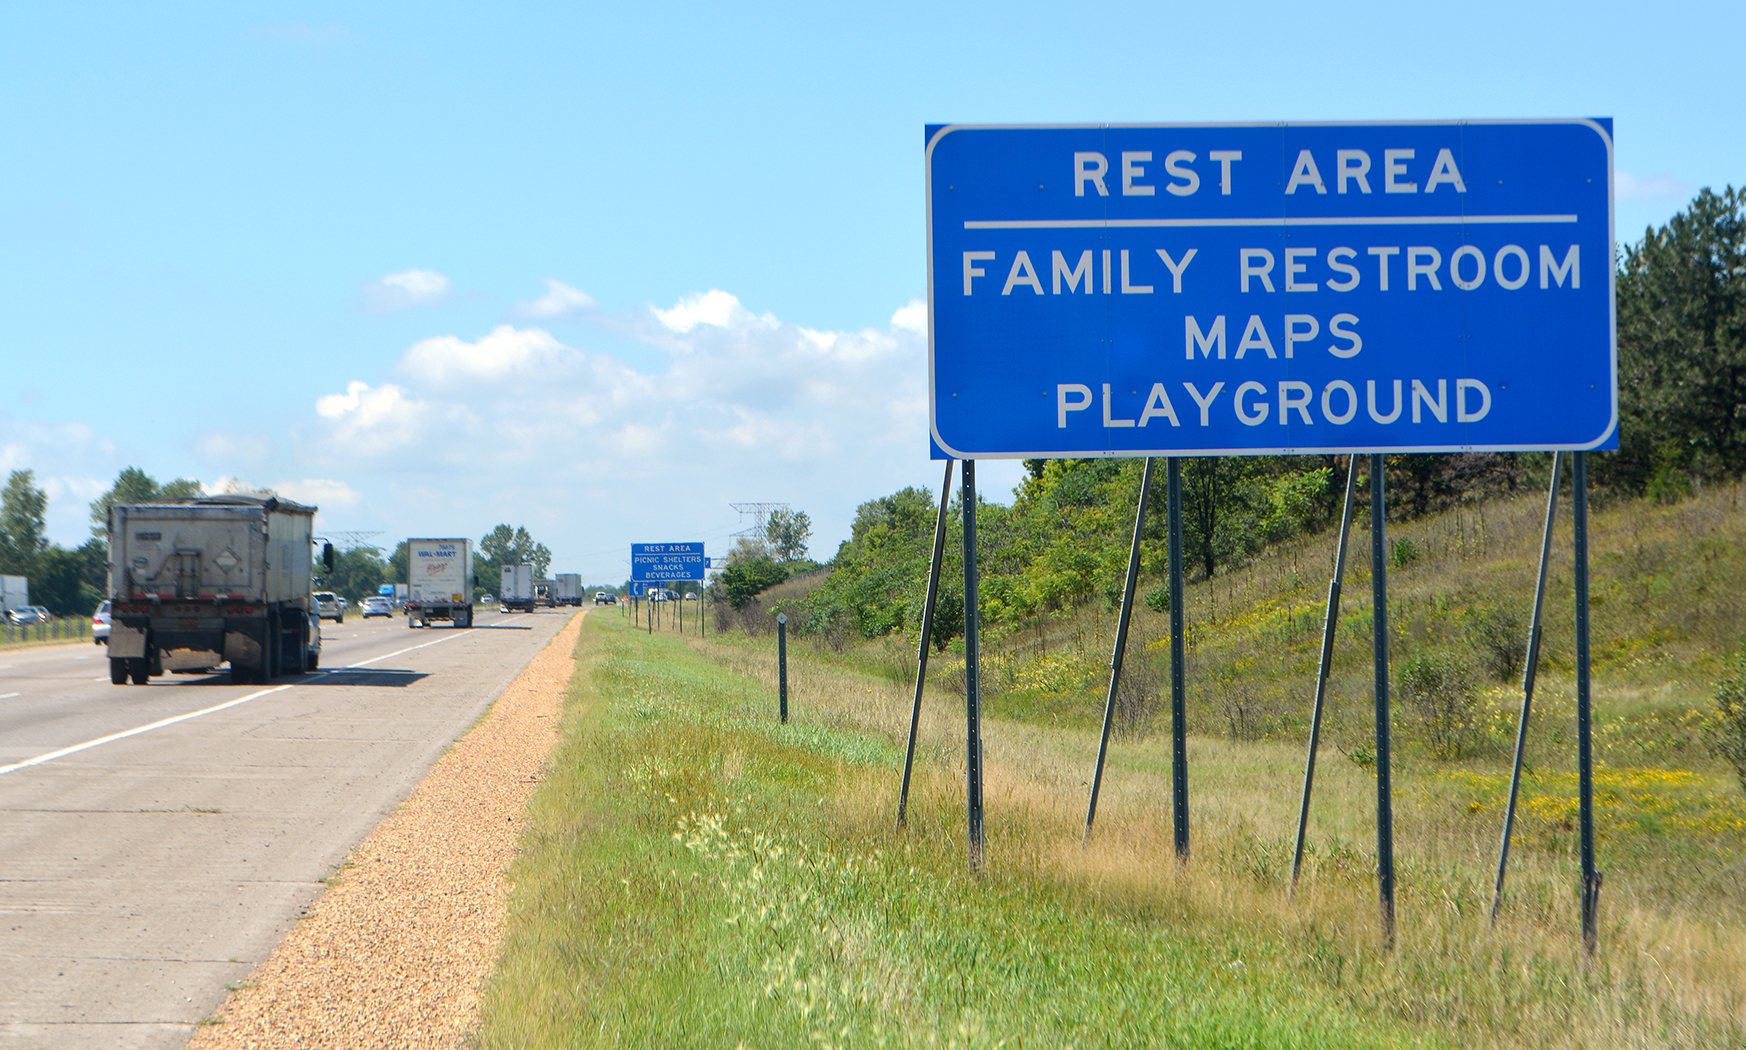 REST AREA
FAMILY RESTROOM
MAPS
PLAYGROUND
REST AREA
PICNIC SHELTERS
SNACKS
BEVERAGES
WAL-MART